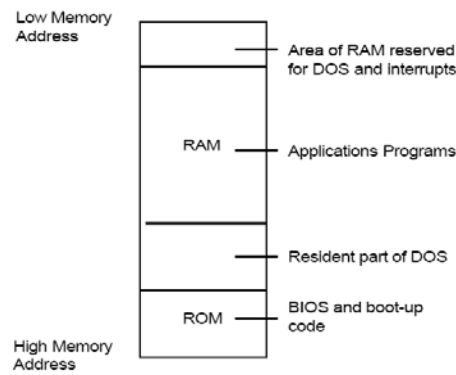 Low Memory
Address
Area of RAM reserved
for DOS and interrupts
RAM
Applications Programs
Resident part of DOS
ROM
BIOS and boot-up
code
High Memory
Address